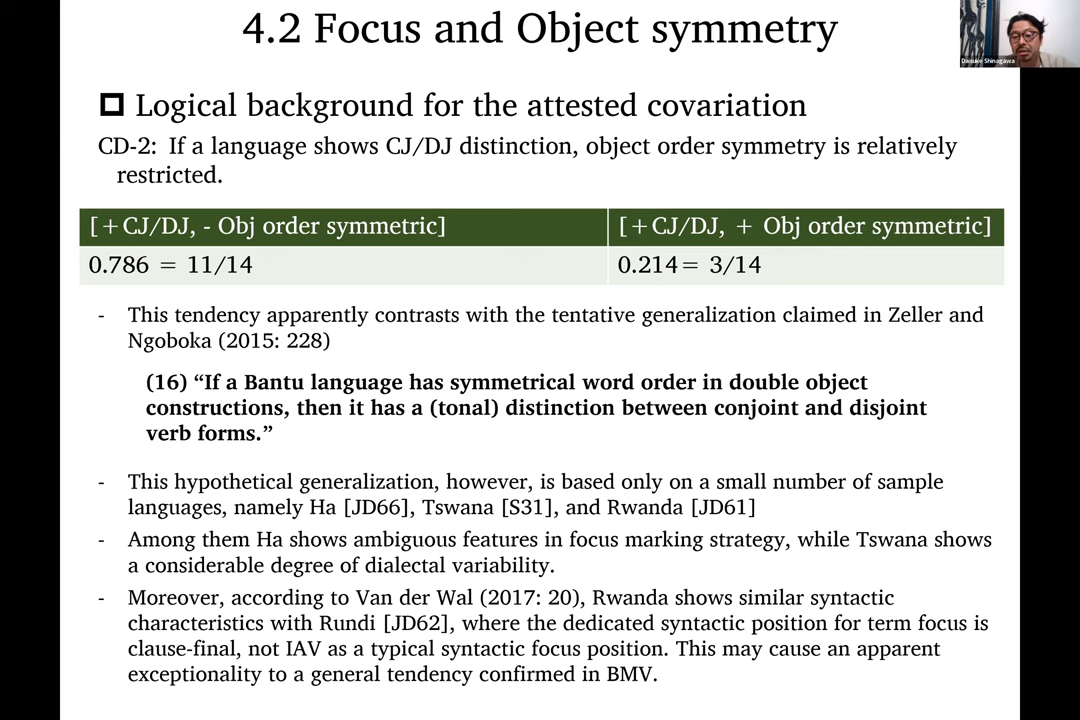 4.2 Focus and Object symmetry
Daisuke Shinagawa
Logical background for the attested covariation
CD-2: If a language shows CJ/DJ distinction, object order symmetry is relatively
restricted.
[+CJ/DJ, - Obj order symmetric] [+CJ/DJ, + Obj order symmetric]
0.786 = 11/14 0.214= 3/14
- This tendency apparently contrasts with the tentative generalization claimed in Zeller and
Ngoboka (2015: 228)
(16) “If a Bantu language has symmetrical word order in double object
constructions, then it has a (tonal) distinction between conjoint and disjoint
verb forms.”
- This hypothetical generalization, however, is based only on a small number of sample
languages, namely Ha [JD66], Tswana [S31], and Rwanda [JD61]
- Among them Ha shows ambiguous features in focus marking strategy, while Tswana shows
a considerable degree of dialectal variability.
- Moreover, according to Van der Wal (2017: 20), Rwanda shows similar syntactic
characteristics with Rundi [JD62], where the dedicated syntactic position for term focus is
clause-final, not IAV as a typical syntactic focus position. This may cause an apparent
exceptionality to a general tendency confirmed in BMV.